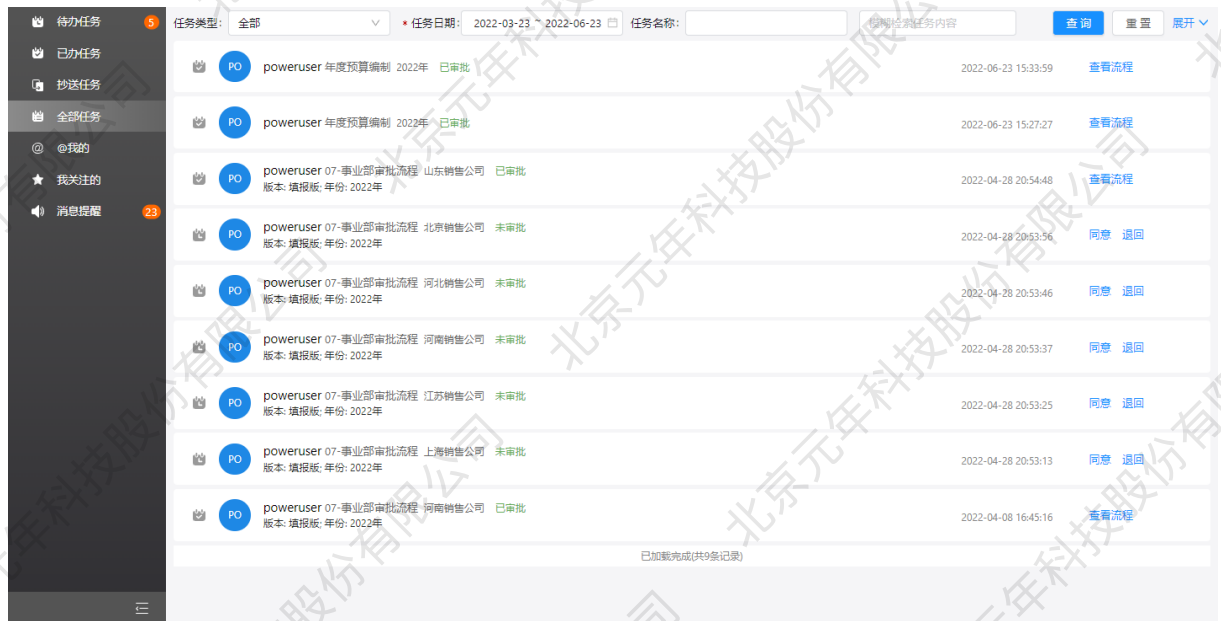 待办任务 5
已办任务
抄送任务
全部任务
@ @我的
我关注的
消息提醒 23
任务类型: 全部 * 任务日期: 2022-03-23 ~ 2022-06-23 任务名称: 模糊检索任务内容 查 询 重 置 展开
PO poweruser 年度预算编制 2022年 已审批 2022-06-23 15:33:59 查看流程
PO poweruser 年度预算编制 2022年 已审批 2022-06-23 15:27:27 查看流程
PO poweruser 07-事业部审批流程 山东销售公司 已审批 2022-04-28 20:54:48 查看流程
版本: 填报版; 年份: 2022年
PO poweruser 07-事业部审批流程 北京销售公司 未审批 2022-04-28 20:53:56 同意 退回
版本: 填报版; 年份: 2022年
PO poweruser 07-事业部审批流程 河北销售公司 未审批 2022-04-28 20:53:46 同意 退回
版本: 填报版; 年份: 2022年
PO poweruser 07-事业部审批流程 河南销售公司 未审批 2022-04-28 20:53:37 同意 退回
版本: 填报版; 年份: 2022年
PO poweruser 07-事业部审批流程 江苏销售公司 未审批 2022-04-28 20:53:25 同意 退回
版本: 填报版; 年份: 2022年
PO poweruser 07-事业部审批流程 上海销售公司 未审批 2022-04-28 20:53:13 同意 退回
版本: 填报版; 年份: 2022年
PO poweruser 07-事业部审批流程 河南销售公司 已审批 2022-04-08 16:45:16 查看流程
版本: 填报版; 年份: 2022年
已加载完成(共9条记录)
北京元年科技股份有限公司